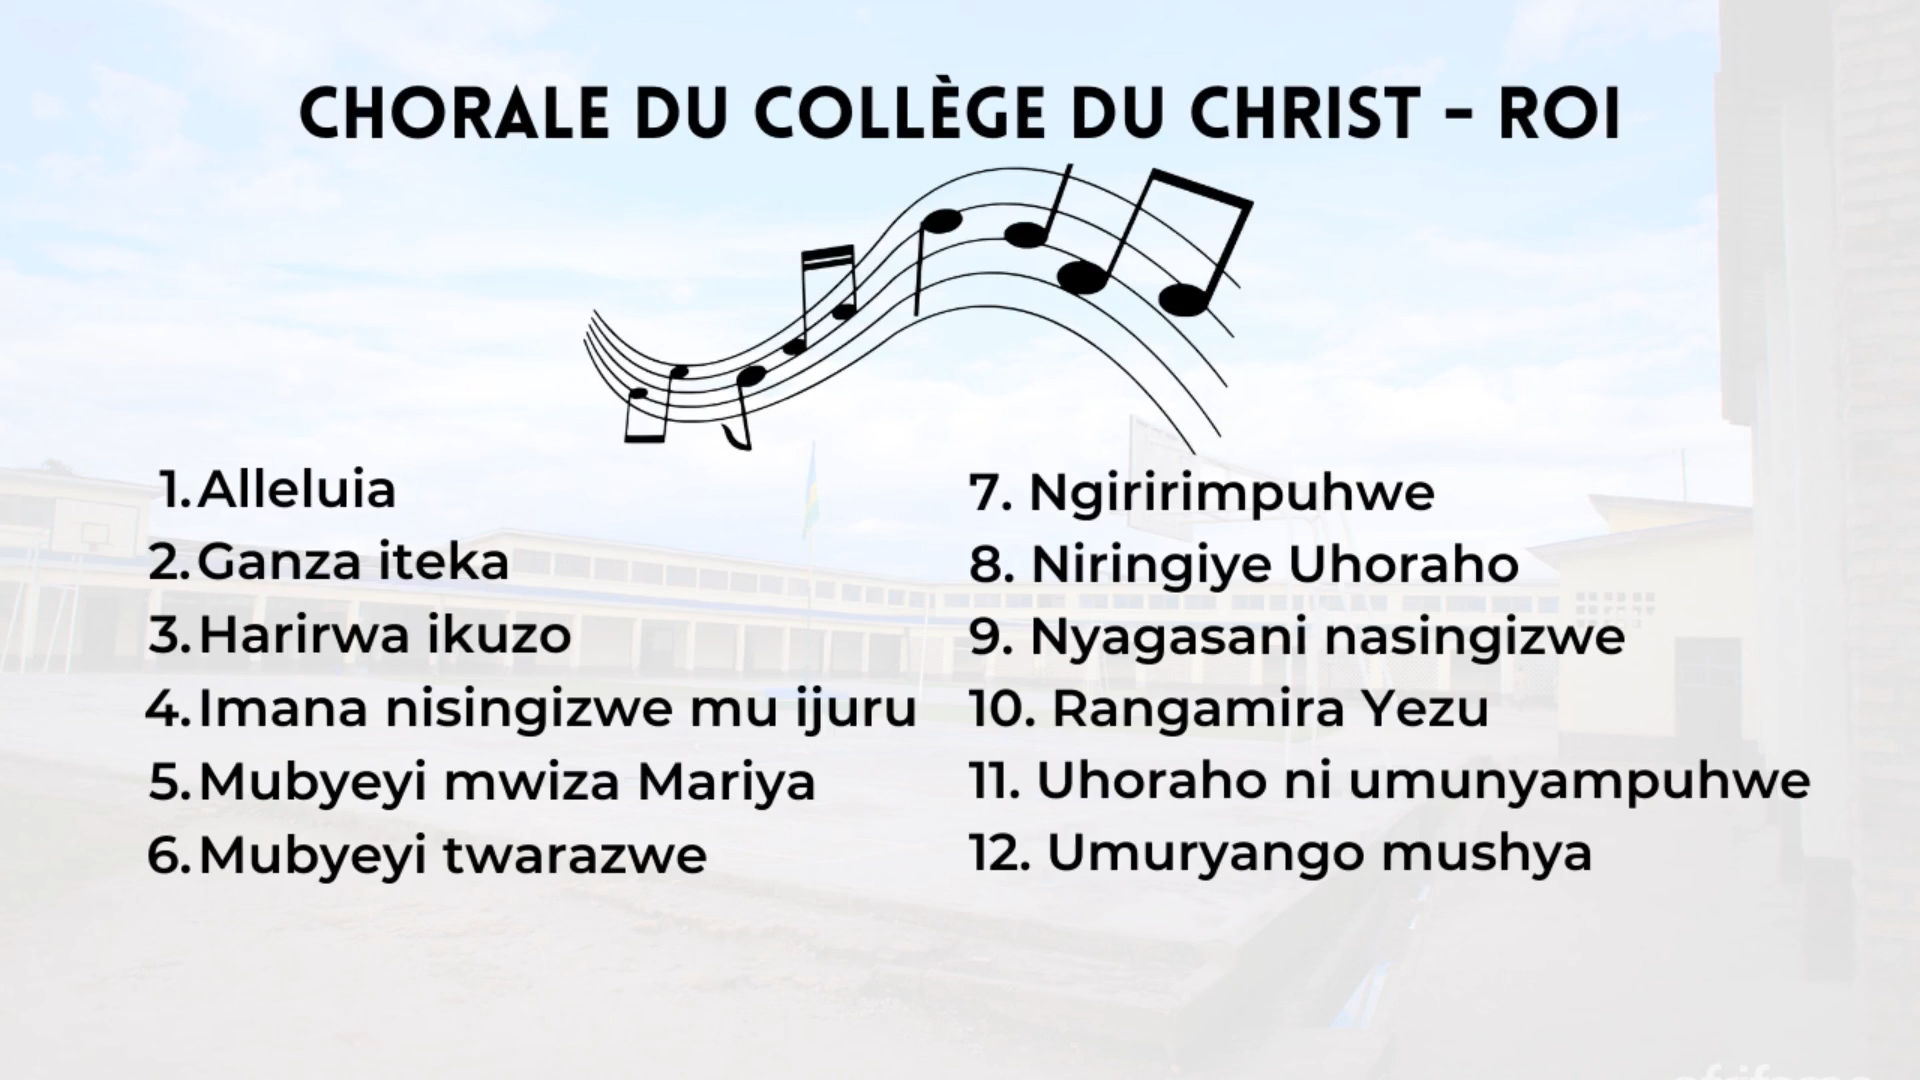 CHORALE DU COLLÈGE DU CHRIST - ROI
1. Alleluia
2. Ganza iteka
3. Harirwa ikuzo
4. Imana nisingizwe mu ijuru
5. Mubyeyi mwiza Mariya
6. Mubyeyi twarazwe
7. Ngiririmpuhwe
8. Niringiye Uhoraho
9. Nyagasani nasingizwe
10. Rangamira Yezu
11. Uhoraho ni umunyampuhwe
12. Umuryango mushya